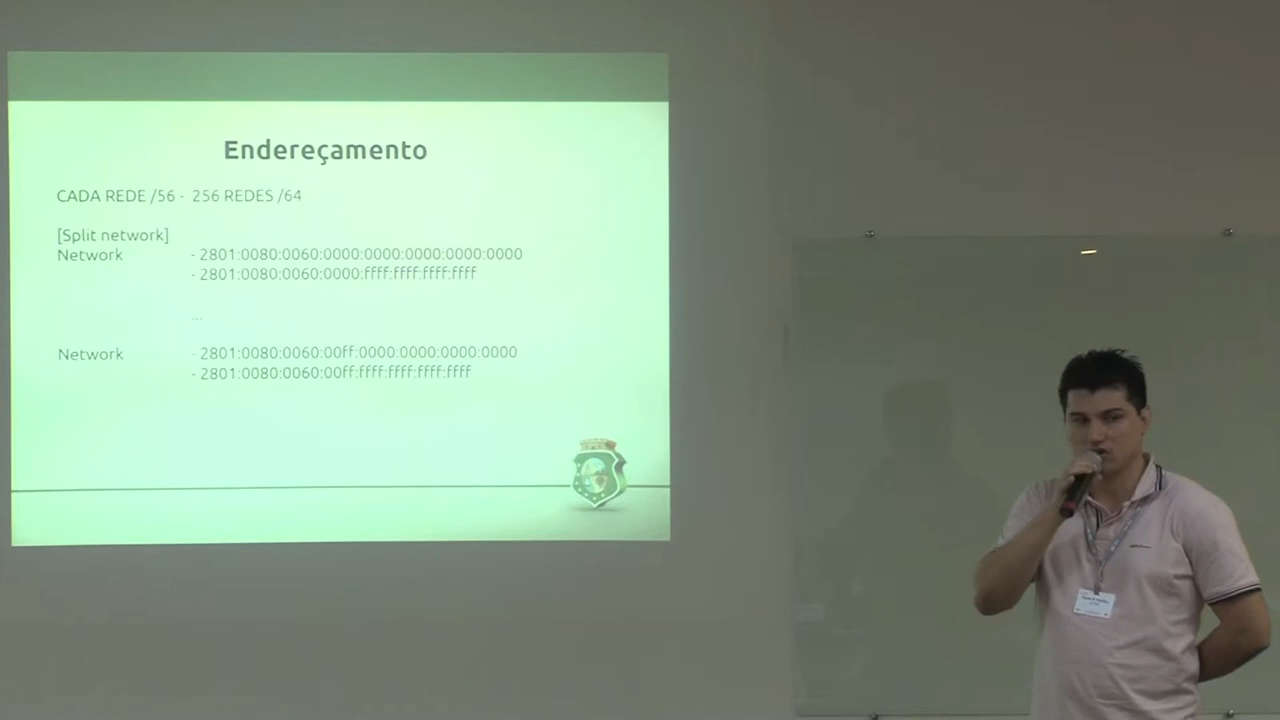 Endereçamento
CADA REDE /56 - 256 REDES /64
[Split network]
Network - 2801:0080:0060:0000:0000:0000:0000:0000
- 2801:0080:0060:0000:ffff:ffff:ffff:ffff
...
Network - 2801:0080:0060:00ff:0000:0000:0000:0000
- 2801:0080:0060:00ff:ffff:ffff:ffff:ffff